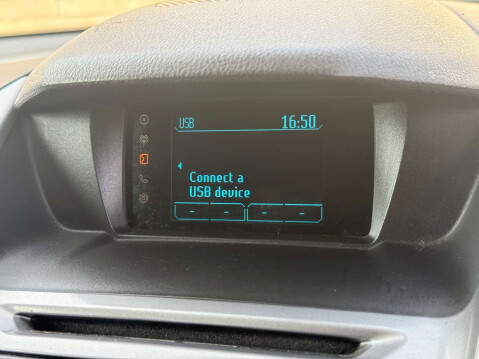 USB 16:50
Connect a
USB device
- - - -